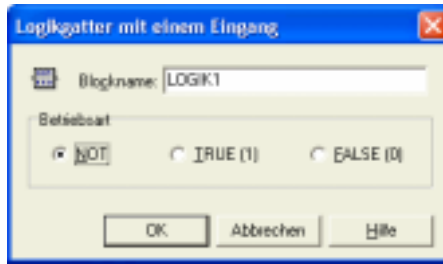 Logikgatter mit einem Eingang
Blockname: LOGIK1
Betriebsart
NOT TRUE (1) FALSE (0)
OK Abbrechen Hilfe